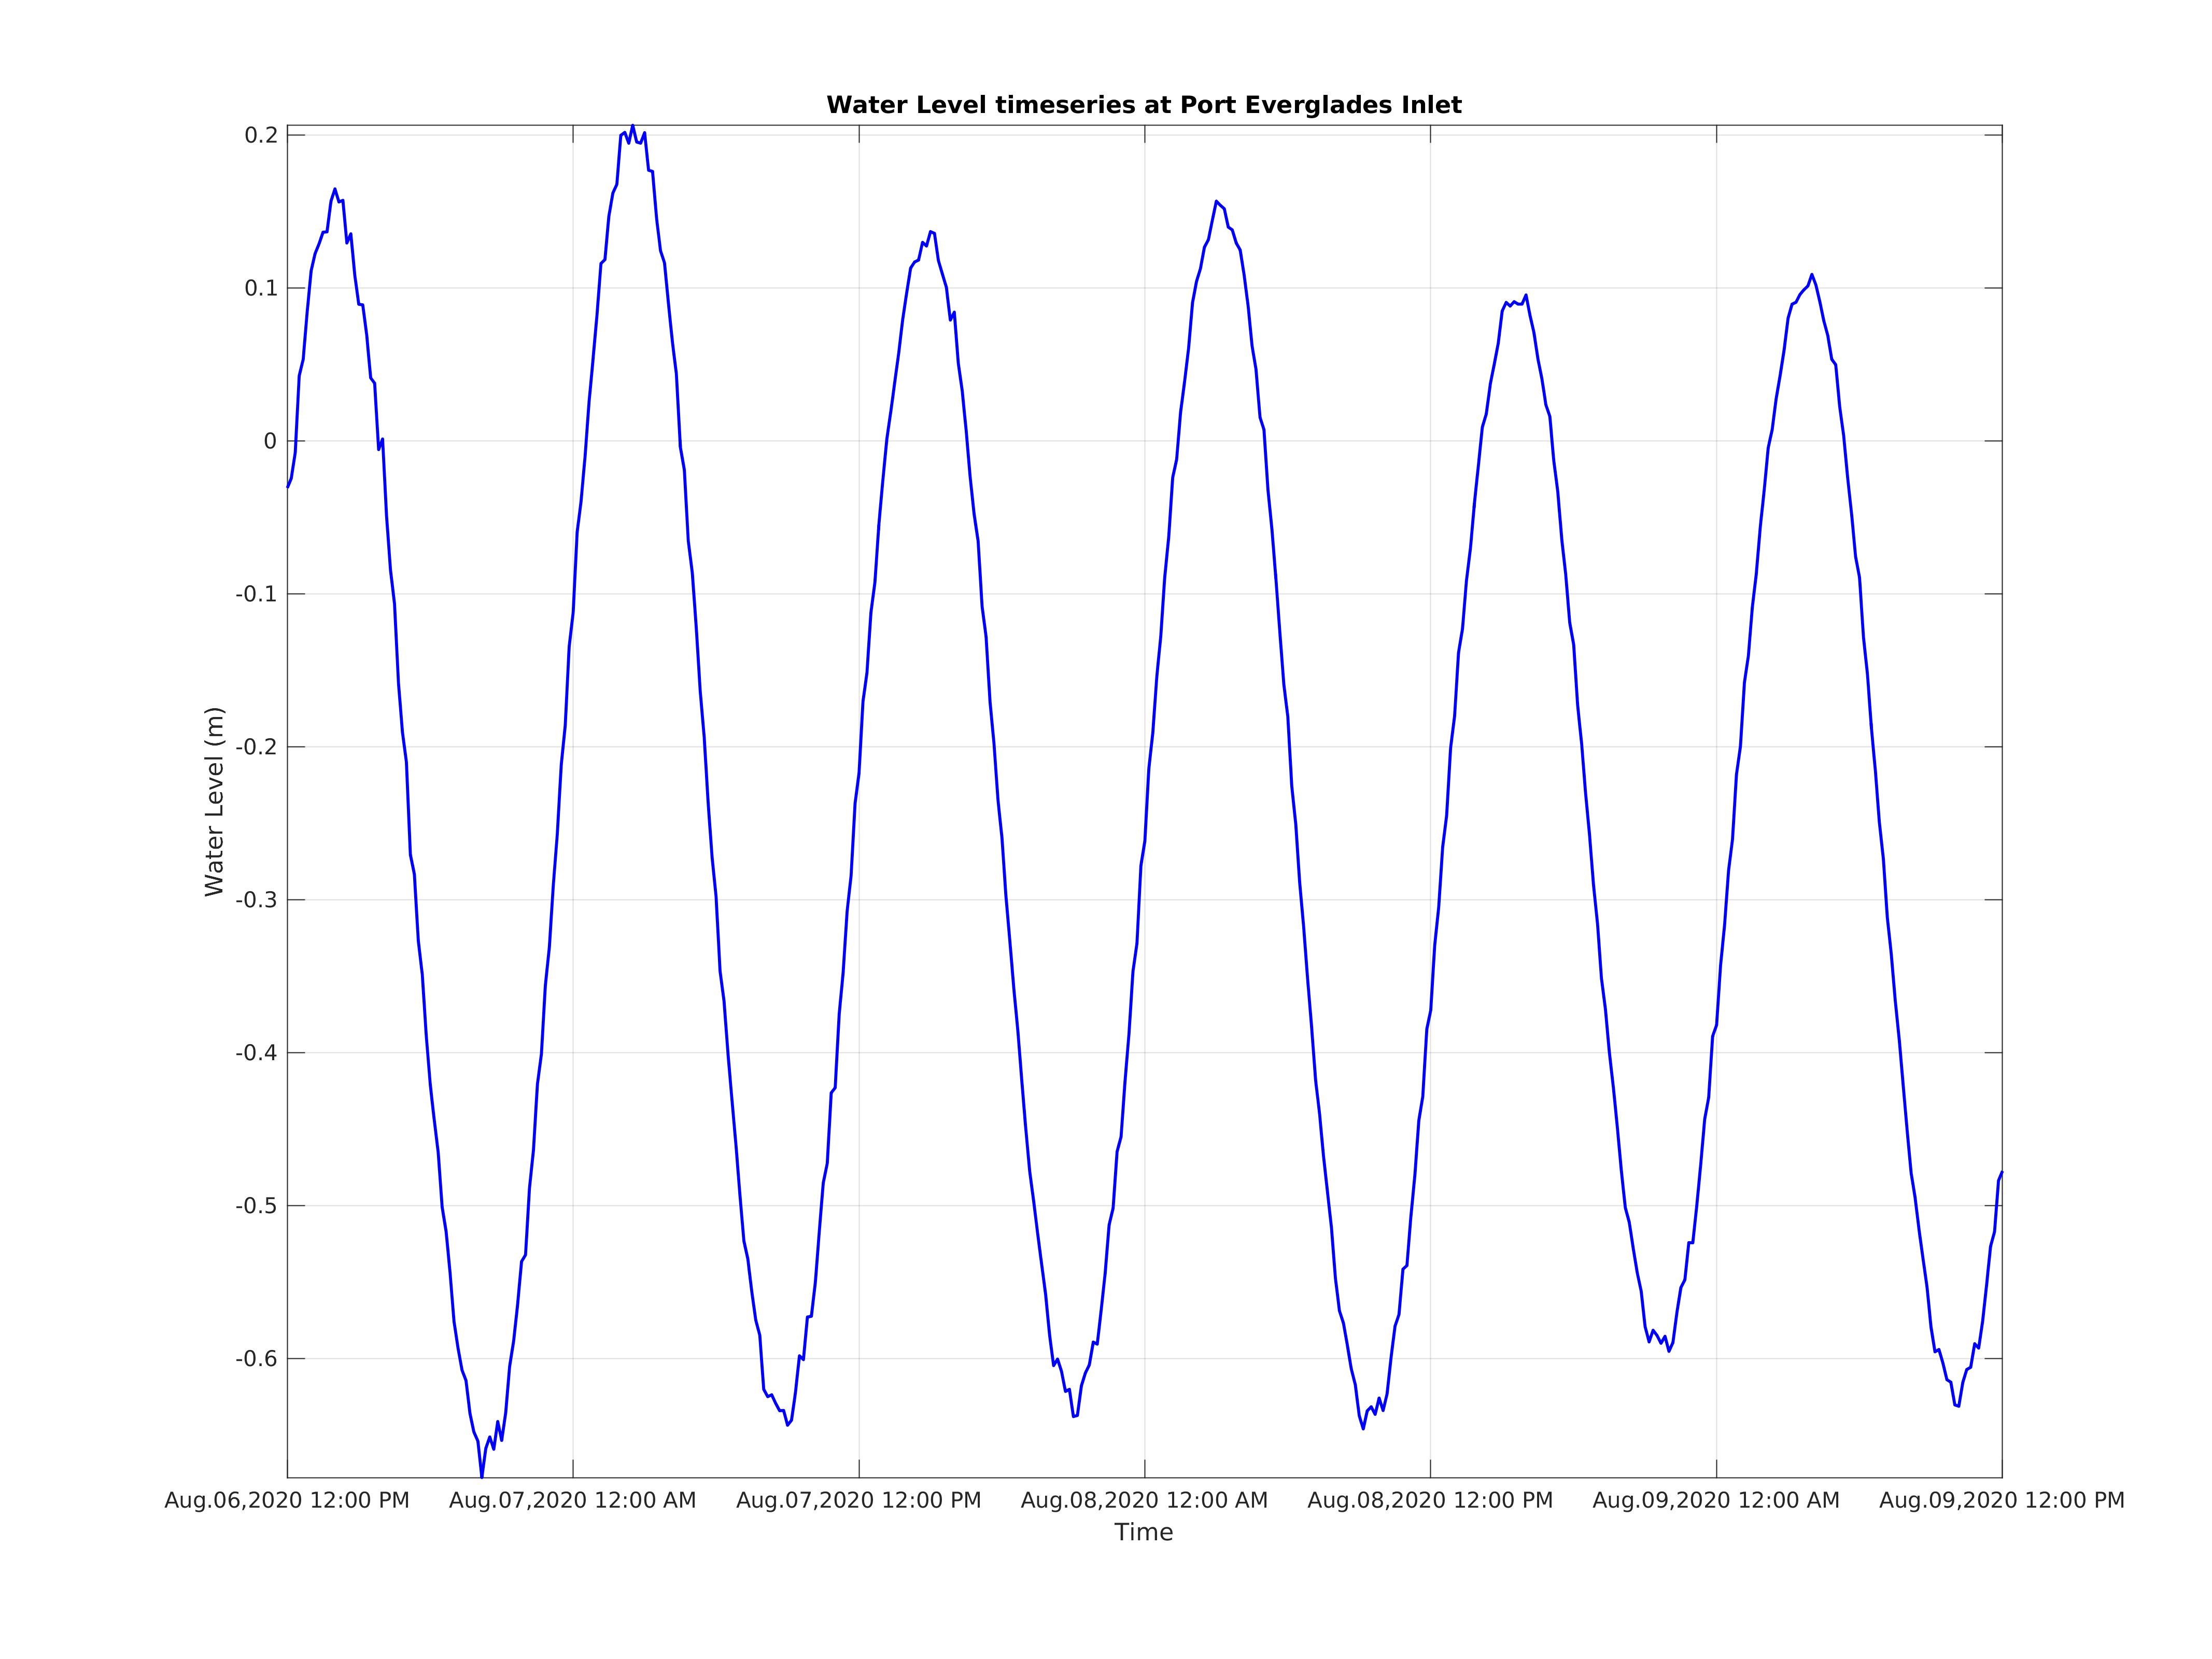 Water Level timeseries at Port Everglades Inlet
0.2
0.1
0
-0.1
-0.2
-0.3
-0.4
-0.5
-0.6
Water Level (m)
Aug.06,2020 12:00 PM Aug.07,2020 12:00 AM Aug.07,2020 12:00 PM Aug.08,2020 12:00 AM Aug.08,2020 12:00 PM Aug.09,2020 12:00 AM Aug.09,2020 12:00 PM
Time